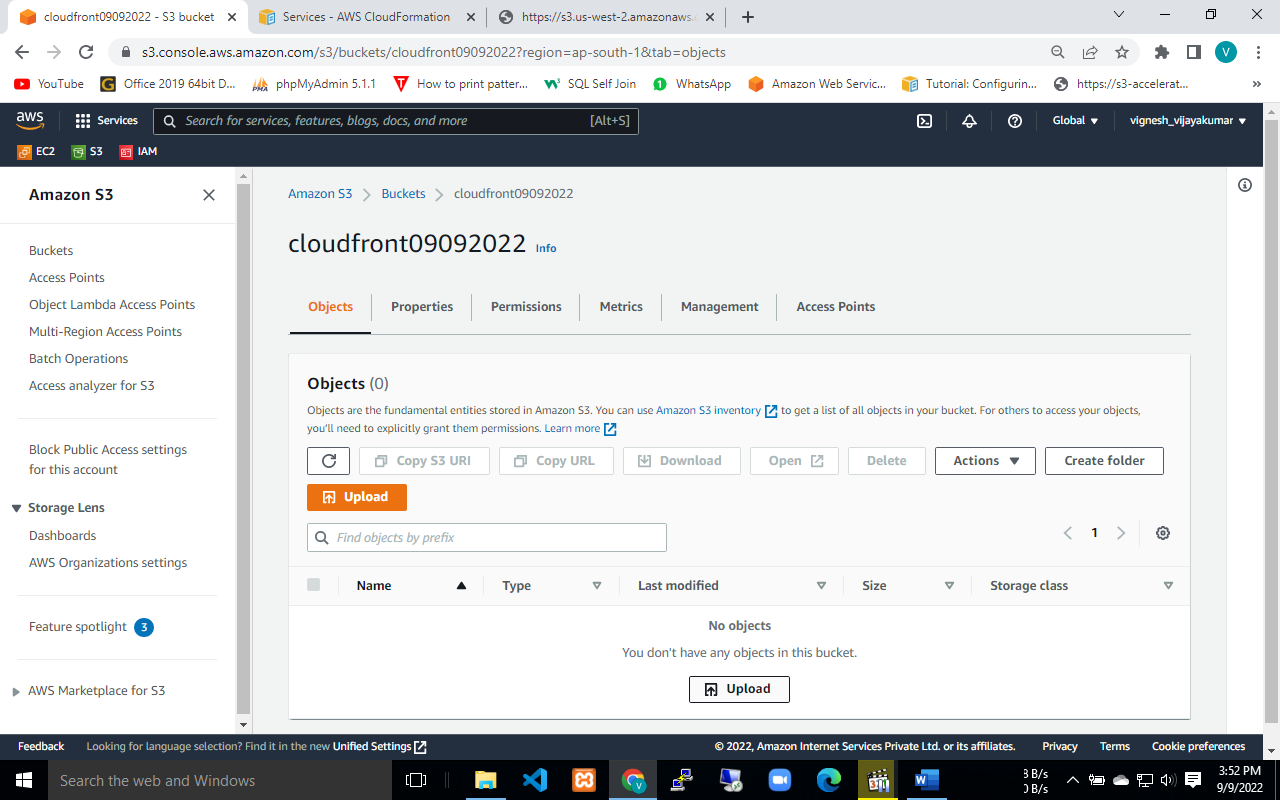 cloudfront09092022 - S3 bucket
Services - AWS CloudFormation
https://s3.us-west-2.amazonaws.
s3.console.aws.amazon.com/s3/buckets/cloudfront09092022?region=ap-south-1&tab=objects
V
YouTube
Office 2019 64bit D...
phpMyAdmin 5.1.1
How to print patter...
SQL Self Join
1
WhatsApp
Amazon Web Servic...
Tutorial: Configurin...
https://s3-accelerat...
»
aws
Services
Search for services, features, blogs, docs, and more
[Alt+S]
Global
vignesh_vijayakumar
EC2
S3
IAM
Amazon S3
Buckets
Access Points
Object Lambda Access Points
Multi-Region Access Points
Batch Operations
Access analyzer for S3
Block Public Access settings
for this account
Storage Lens
Dashboards
AWS Organizations settings
Feature spotlight 3
AWS Marketplace for S3
Amazon S3 > Buckets > cloudfront09092022
cloudfront09092022 Info
Objects
Properties
Permissions
Metrics
Management
Access Points
Objects (0)
Objects are the fundamental entities stored in Amazon S3. You can use Amazon S3 inventory to get a list of all objects in your bucket. For others to access your objects,
you'll need to explicitly grant them permissions. Learn more
Copy S3 URI
Copy URL
Download
Open
Delete
Actions
Create folder
Upload
Find objects by prefix
1
Name
Type
Last modified
Size
Storage class
No objects
You don't have any objects in this bucket.
Upload
Feedback
Looking for language selection? Find it in the new Unified Settings
© 2022, Amazon Internet Services Private Ltd. or its affiliates.
Privacy
Terms
Cookie preferences
Search the web and Windows
V
3 B/s
0 B/s
3:52 PM
9/9/2022